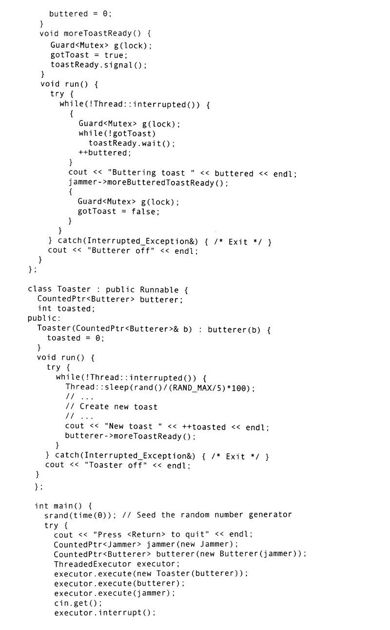 buttered = 0;
}
void moreToastReady() {
Guard<Mutex> g(lock);
gotToast = true;
toastReady.signal();
}
void run() {
try {
while(!Thread::interrupted()) {
{
Guard<Mutex> g(lock);
while(!gotToast)
toastReady.wait();
++buttered;
}
cout << "Buttering toast " << buttered << endl;
jammer->moreButteredToastReady();
{
Guard<Mutex> g(lock);
gotToast = false;
}
}
} catch(Interrupted_Exception&) { /* Exit */ }
cout << "Butterer off" << endl;
}
};
class Toaster : public Runnable {
CountedPtr<Butterer> butterer;
int toasted;
public:
Toaster(CountedPtr<Butterer>& b) : butterer(b) {
toasted = 0;
}
void run() {
try {
while(!Thread::interrupted()) {
Thread::sleep(rand()/(RAND_MAX/5)*100);
// ...
// Create new toast
// ...
cout << "New toast " << ++toasted << endl;
butterer->moreToastReady();
}
} catch(Interrupted_Exception&) { /* Exit */ }
cout << "Toaster off" << endl;
}
};
int main() {
srand(time(0)); // Seed the random number generator
try {
cout << "Press <Return> to quit" << endl;
CountedPtr<Jammer> jammer(new Jammer);
CountedPtr<Butterer> butterer(new Butterer(jammer));
ThreadedExecutor executor;
executor.execute(new Toaster(butterer));
executor.execute(butterer);
executor.execute(jammer);
cin.get();
executor.interrupt();